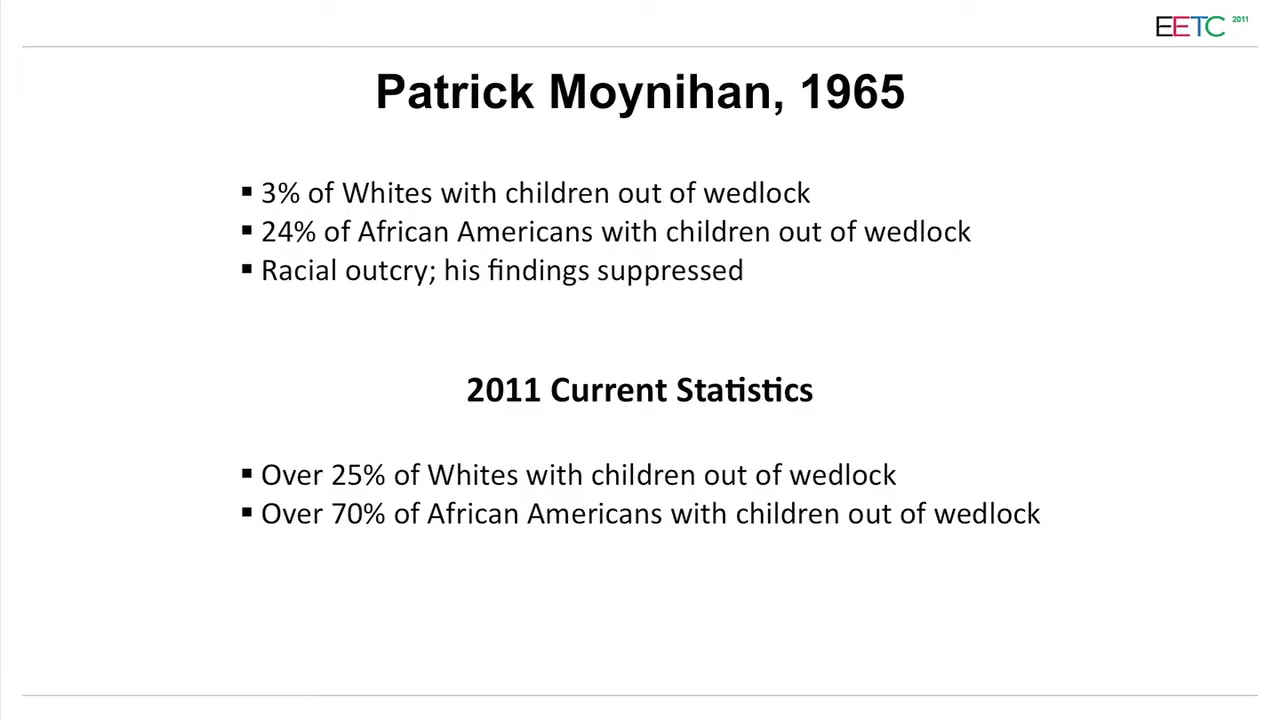 EETC 2011
Patrick Moynihan, 1965
▪ 3% of Whites with children out of wedlock
▪ 24% of African Americans with children out of wedlock
▪ Racial outcry; his findings suppressed
2011 Current Statistics
▪ Over 25% of Whites with children out of wedlock
▪ Over 70% of African Americans with children out of wedlock